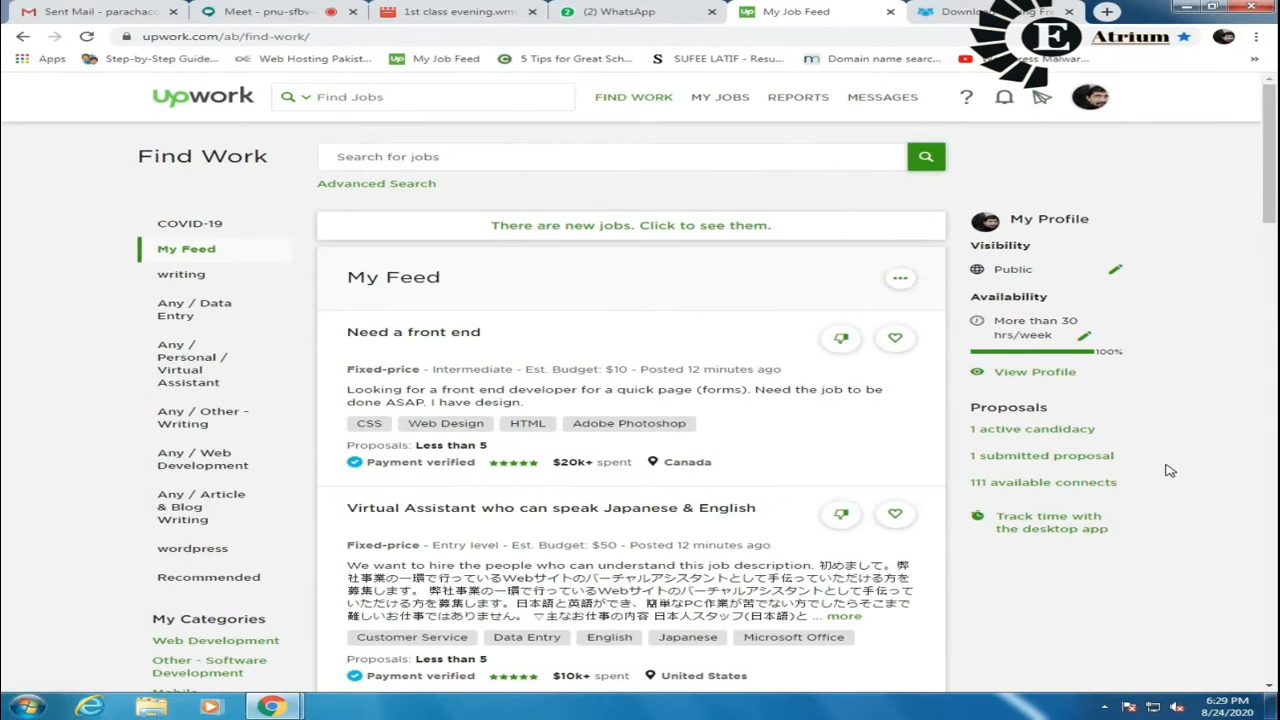 Sent Mail - parachac
Meet - pnu-sfbv-
1st class evening.wm
(2) WhatsApp
My Job Feed
upwork.com/ab/find-work/
E
Atrium
Apps
Step-by-Step Guide...
Web Hosting Pakist...
My Job Feed
5 Tips for Great Sch...
SUFEE LATIF - Resu...
Domain name searc...
upwork
Find Jobs
FIND WORK
MY JOBS
REPORTS
MESSAGES
?
Find Work
Search for jobs
Advanced Search
COVID-19
My Feed
writing
Any / Data
Entry
Any /
Personal /
Virtual
Assistant
Any / Other -
Writing
Any / Web
Development
Any / Article
& Blog
Writing
wordpress
Recommended
My Categories
Web Development
Other - Software
Development
There are new jobs. Click to see them.
My Feed
Need a front end
Fixed-price - Intermediate - Est. Budget: $10 - Posted 12 minutes ago
Looking for a front end developer for a quick page (forms). Need the job to be
done ASAP. I have design.
CSS
Web Design
HTML
Adobe Photoshop
Proposals: Less than 5
Payment verified
$20k+ spent
Canada
Virtual Assistant who can speak Japanese & English
Fixed-price - Entry level - Est. Budget: $50 - Posted 12 minutes ago
We want to hire the people who can understand this job description. 初めまして。弊
社事業の一環で行っているWebサイトのバーチャルアシスタントとして手伝っていただける方を
募集します。 弊社事業の一環で行っているWebサイトのバーチャルアシスタントとして手伝って
いただける方を募集します。日本語と英語ができ、簡単なPC作業が苦でない方でしたらそこまで
難しいお仕事ではありません。 ▽主なお仕事の内容 日本人スタッフ(日本語)と ... more
Customer Service
Data Entry
English
Japanese
Microsoft Office
Proposals: Less than 5
Payment verified
$10k+ spent
United States
My Profile
Visibility
Public
Availability
More than 30
hrs/week
100%
View Profile
Proposals
1 active candidacy
1 submitted proposal
111 available connects
Track time with
the desktop app
6:29 PM
8/24/2020